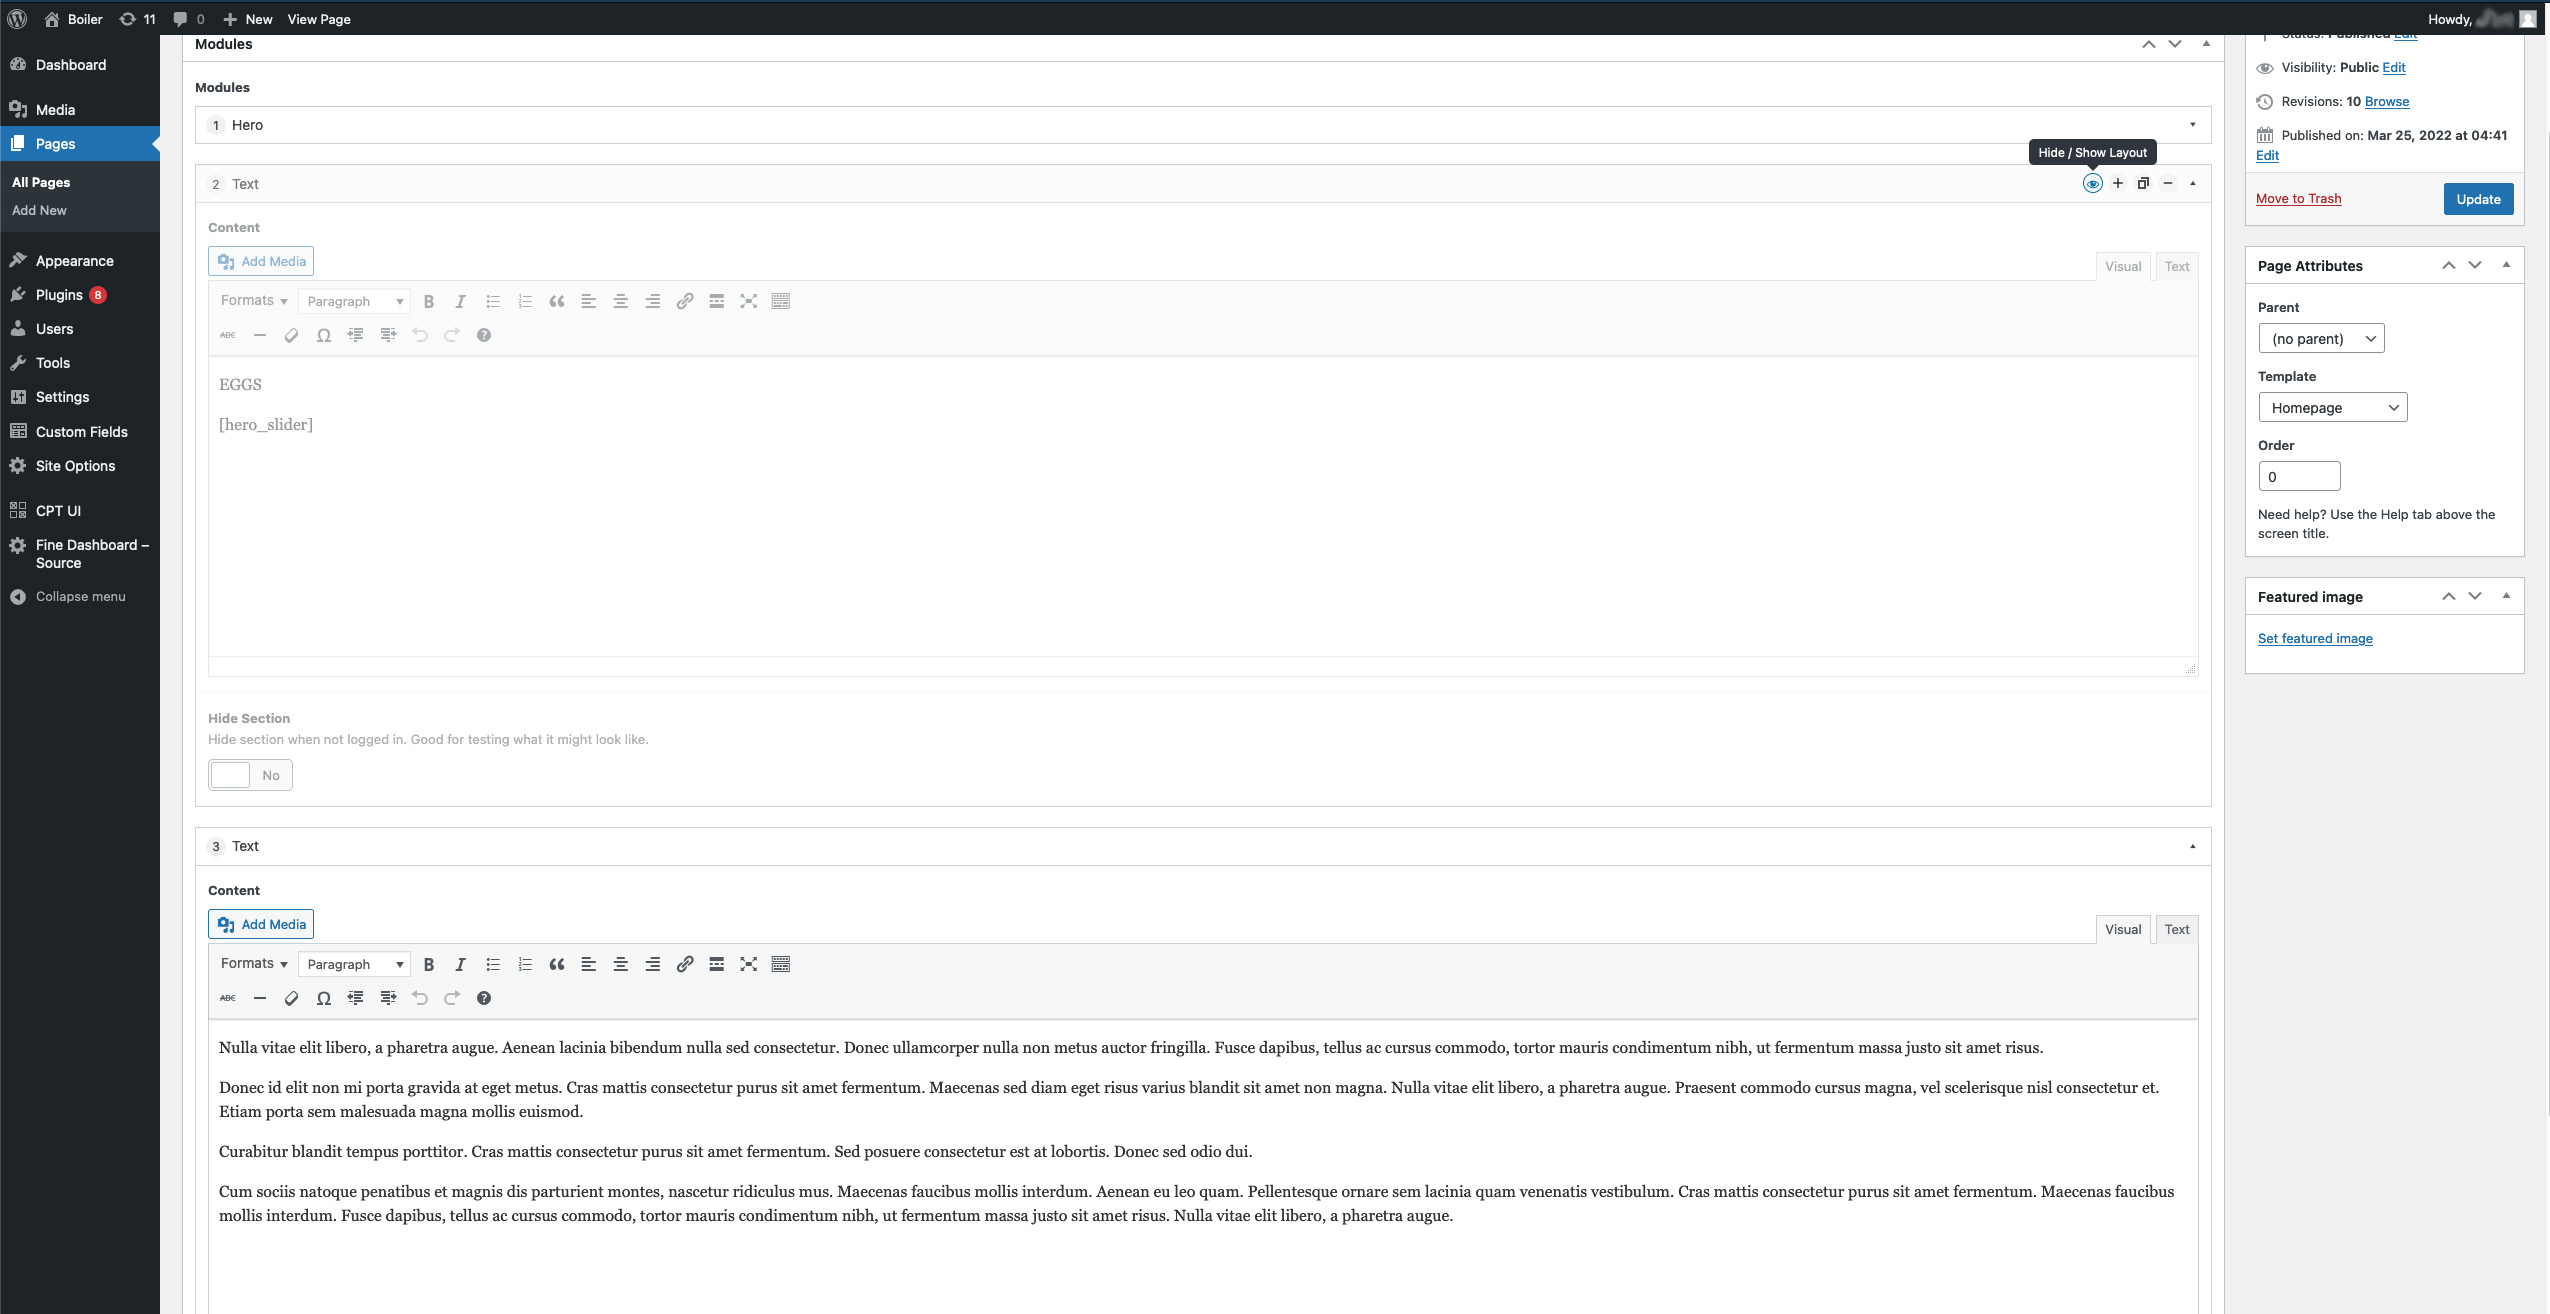 Boiler 11 0 New View Page
Howdy,
Dashboard
Media
Pages
All Pages
Add New
Appearance
Plugins 8
Users
Tools
Settings
Custom Fields
Site Options
CPT UI
Fine Dashboard –
Source
Collapse menu
Modules
Modules
1 Hero
Hide / Show Layout
2 Text
Content
Add Media
Visual Text
Formats Paragraph B I
ABC
EGGS
[hero_slider]
Hide Section
Hide section when not logged in. Good for testing what it might look like.
No
3 Text
Content
Add Media
Visual Text
Formats Paragraph B I
ABC
Nulla vitae elit libero, a pharetra augue. Aenean lacinia bibendum nulla sed consectetur. Donec ullamcorper nulla non metus auctor fringilla. Fusce dapibus, tellus ac cursus commodo, tortor mauris condimentum nibh, ut fermentum massa justo sit amet risus.
Donec id elit non mi porta gravida at eget metus. Cras mattis consectetur purus sit amet fermentum. Maecenas sed diam eget risus varius blandit sit amet non magna. Nulla vitae elit libero, a pharetra augue. Praesent commodo cursus magna, vel scelerisque nisl consectetur et.
Etiam porta sem malesuada magna mollis euismod.
Curabitur blandit tempus porttitor. Cras mattis consectetur purus sit amet fermentum. Sed posuere consectetur est at lobortis. Donec sed odio dui.
Cum sociis natoque penatibus et magnis dis parturient montes, nascetur ridiculus mus. Maecenas faucibus mollis interdum. Aenean eu leo quam. Pellentesque ornare sem lacinia quam venenatis vestibulum. Cras mattis consectetur purus sit amet fermentum. Maecenas faucibus
mollis interdum. Fusce dapibus, tellus ac cursus commodo, tortor mauris condimentum nibh, ut fermentum massa justo sit amet risus. Nulla vitae elit libero, a pharetra augue.
Status: Published Edit
Visibility: Public Edit
Revisions: 10 Browse
Published on: Mar 25, 2022 at 04:41
Edit
Move to Trash Update
Page Attributes
Parent
(no parent)
Template
Homepage
Order
0
Need help? Use the Help tab above the
screen title.
Featured image
Set featured image